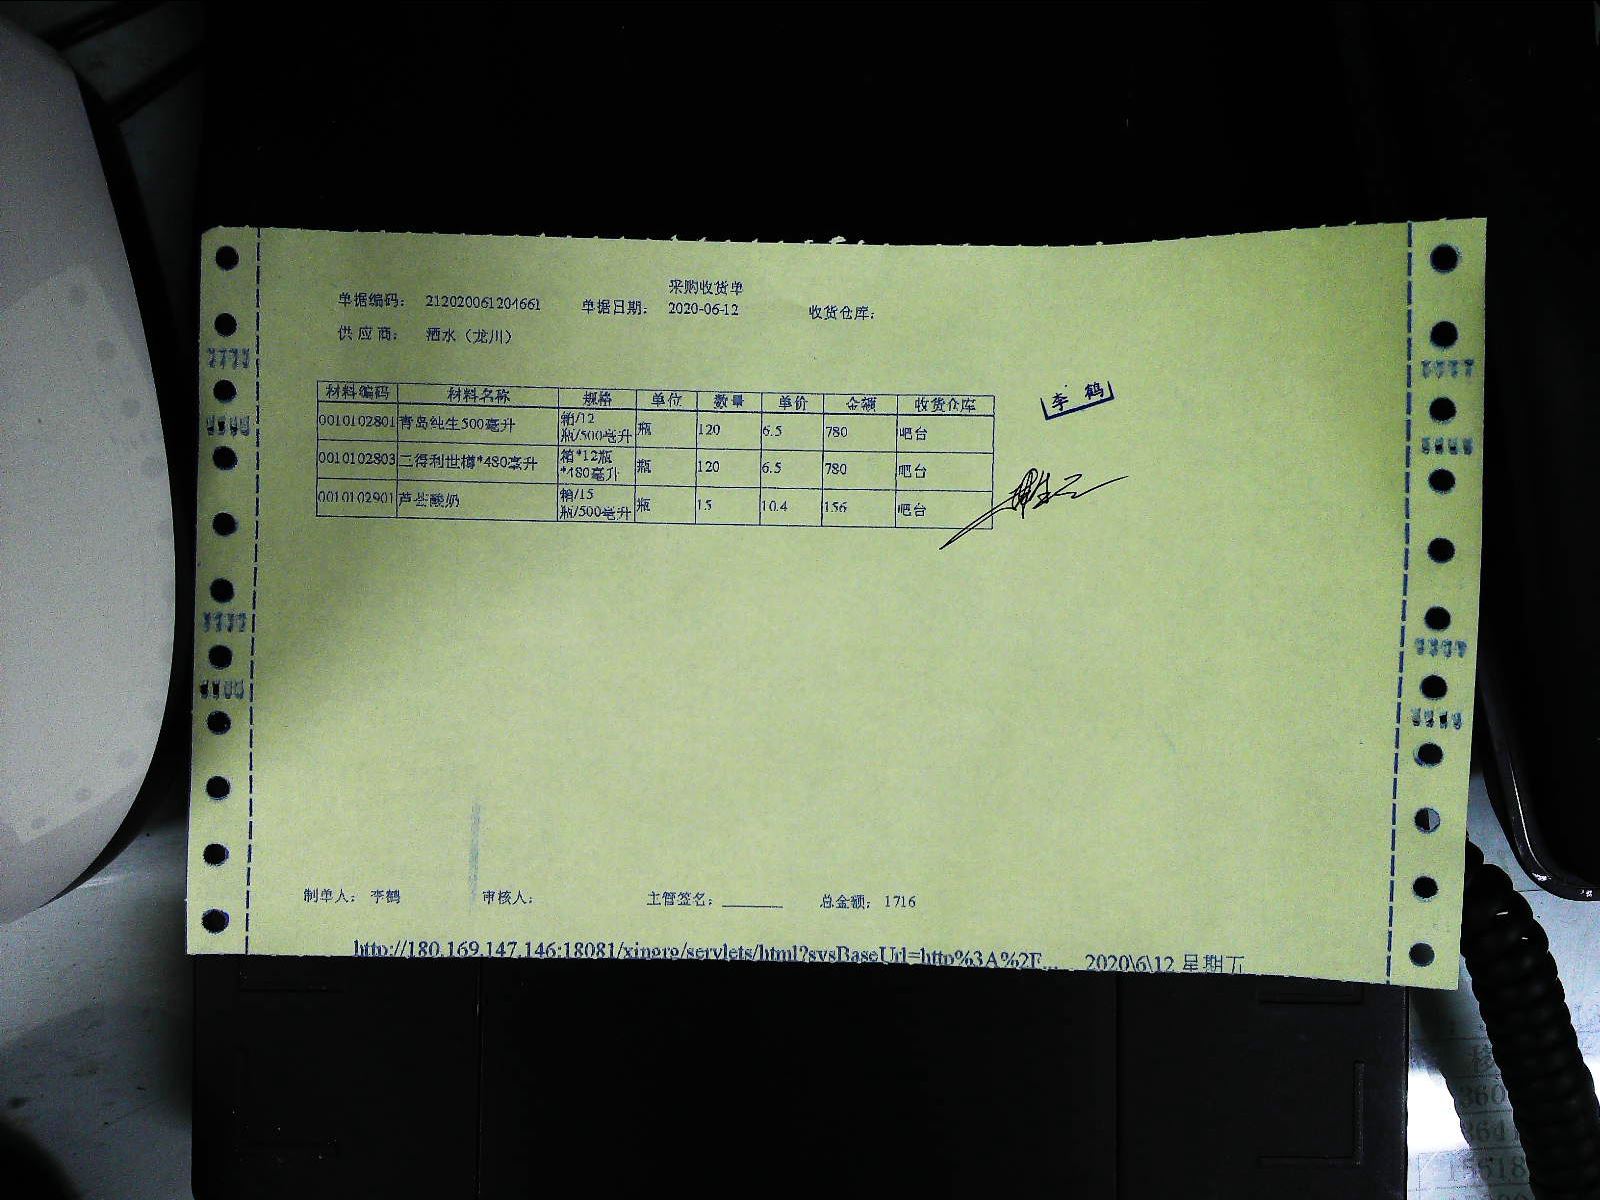 采购收货单
单据编码： 212020061204661 单据日期： 2020-06-12 收货仓库：
供 应 商： 酒水（龙川）
材料编码 材料名称 规格 单位 数量 单价 金额 收货仓库
0010102801 青岛纯生500毫升 箱/12瓶/500毫升 瓶 120 6.5 780 吧台
0010102803 三得利世樽*480毫升 箱*12瓶*480毫升 瓶 120 6.5 780 吧台
0010102901 芦荟酸奶 箱/15瓶/500毫升 瓶 15 10.4 156 吧台
李 鹤
制单人： 李鹤 审核人： 主管签名： 总金额： 1716
http://180.169.147.146:18081/xingrg/servlets/html?sysBaseUrl=http%3A%2F... 2020\6\12 星期五